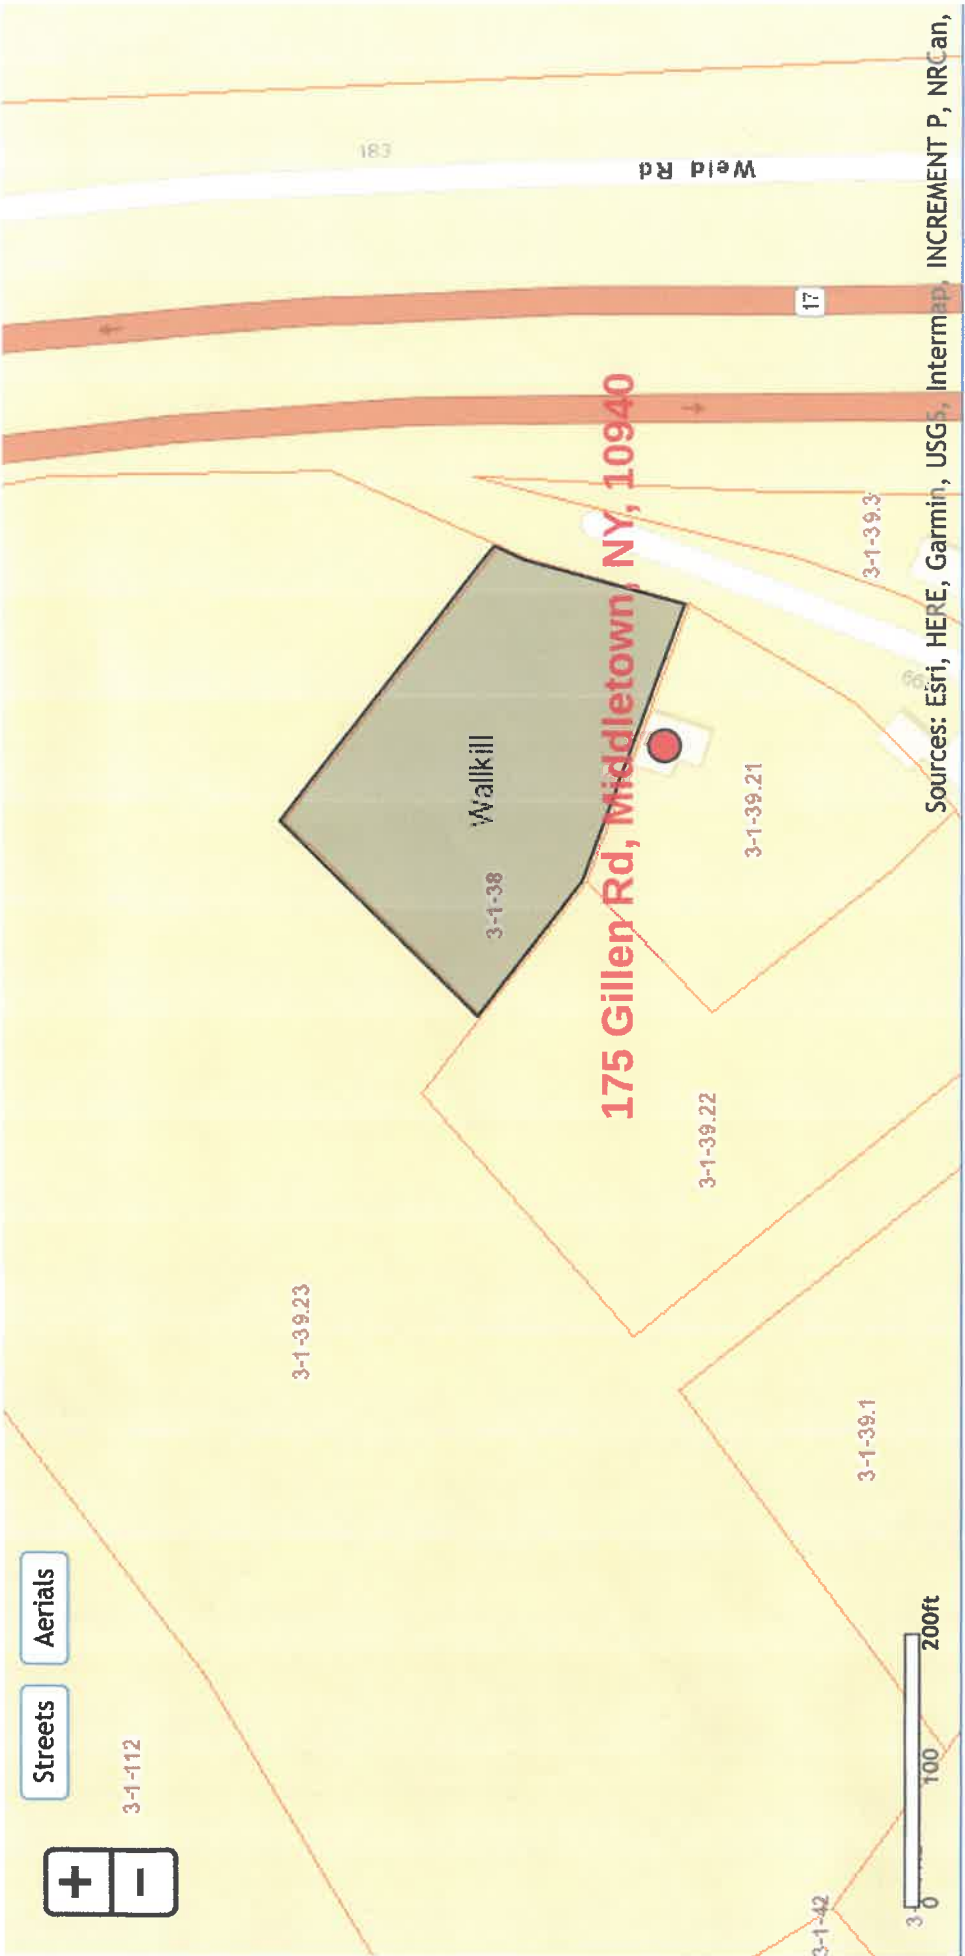 +
−
Streets
Aerials
3-1-112
3-1-39.23
183
3-1-38
Wallkill
175 Gillen Rd, Middletown, NY, 10940
Weld Rd
17
3-1-39.22
3-1-39.21
3-1-39.3
3-1-39.1
3-1-42
3-
0
100
200ft
Sources: Esri, HERE, Garmin, USGS, Intermap, INCREMENT P, NRCan,